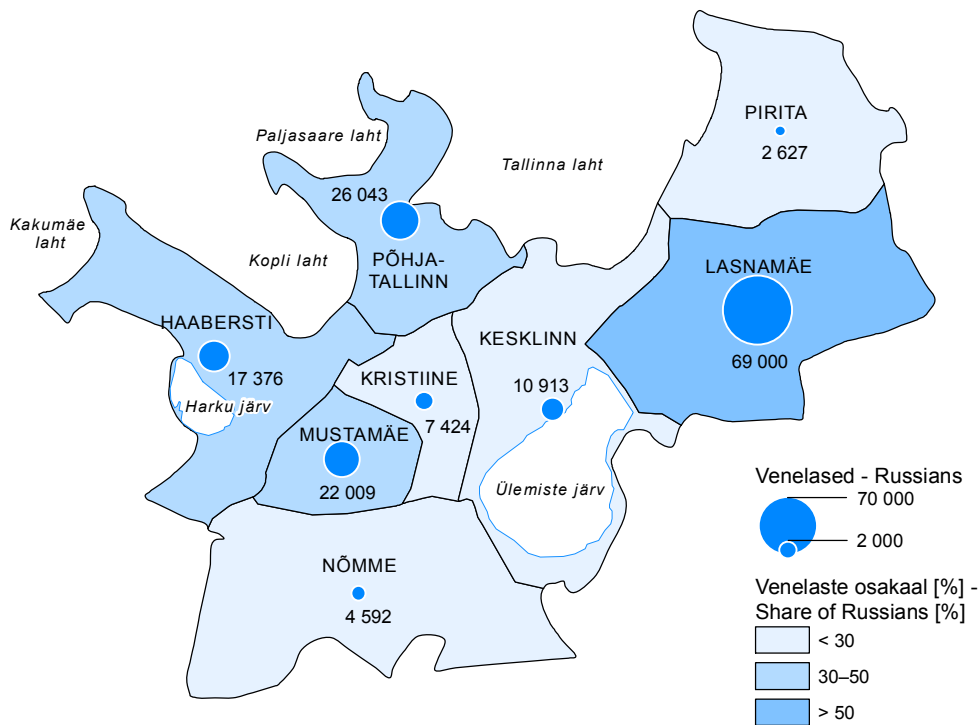 PIRITA
2 627
Paljasaare laht
Tallinna laht
26 043
Kakumäe
laht
Kopli laht
PÕHJA-
TALLINN
LASNAMÄE
69 000
HAABERSTI
17 376
Harku järv
KESKLINN
10 913
KRISTIINE
7 424
MUSTAMÄE
22 009
Ülemiste järv
NÕMME
4 592
Venelased - Russians
70 000
2 000
Venelaste osakaal [%] -
Share of Russians [%]
< 30
30–50
> 50